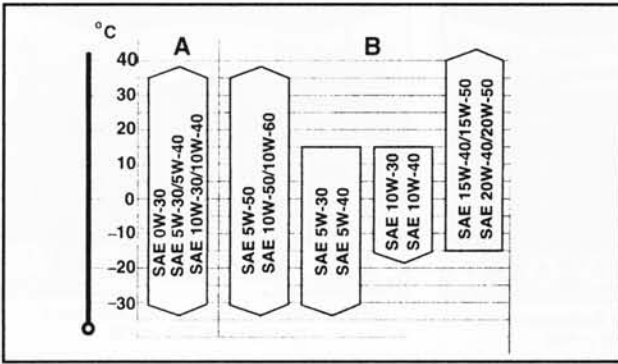 °C
A
B
40
30
20
10
0
–10
–20
–30
SAE 0W-30
SAE 5W-30/5W-40
SAE 10W-30/10W-40
SAE 5W-50
SAE 10W-50/10W-60
SAE 5W-30
SAE 5W-40
SAE 10W-30
SAE 10W-40
SAE 15W-40/15W-50
SAE 20W-40/20W-50